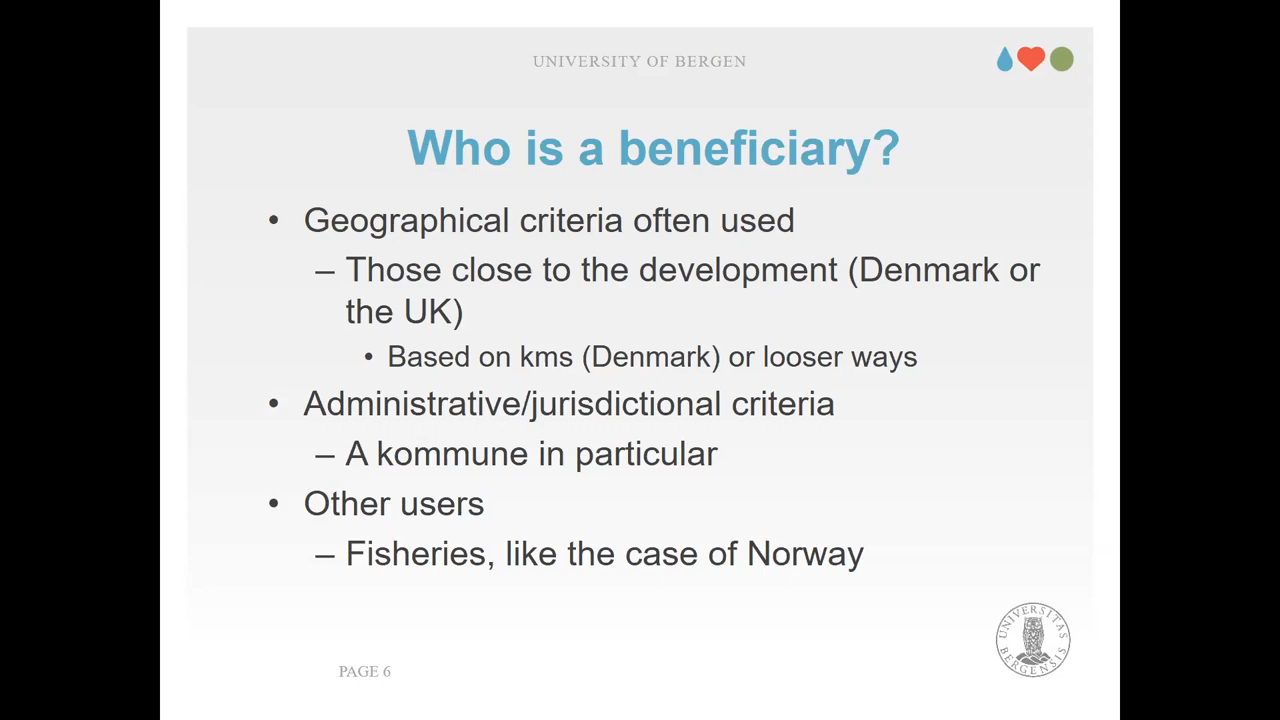 UNIVERSITY OF BERGEN
Who is a beneficiary?
• Geographical criteria often used
– Those close to the development (Denmark or
the UK)
• Based on kms (Denmark) or looser ways
• Administrative/jurisdictional criteria
– A kommune in particular
• Other users
– Fisheries, like the case of Norway
UNIVERSITAS
BERGENSIS
PAGE 6